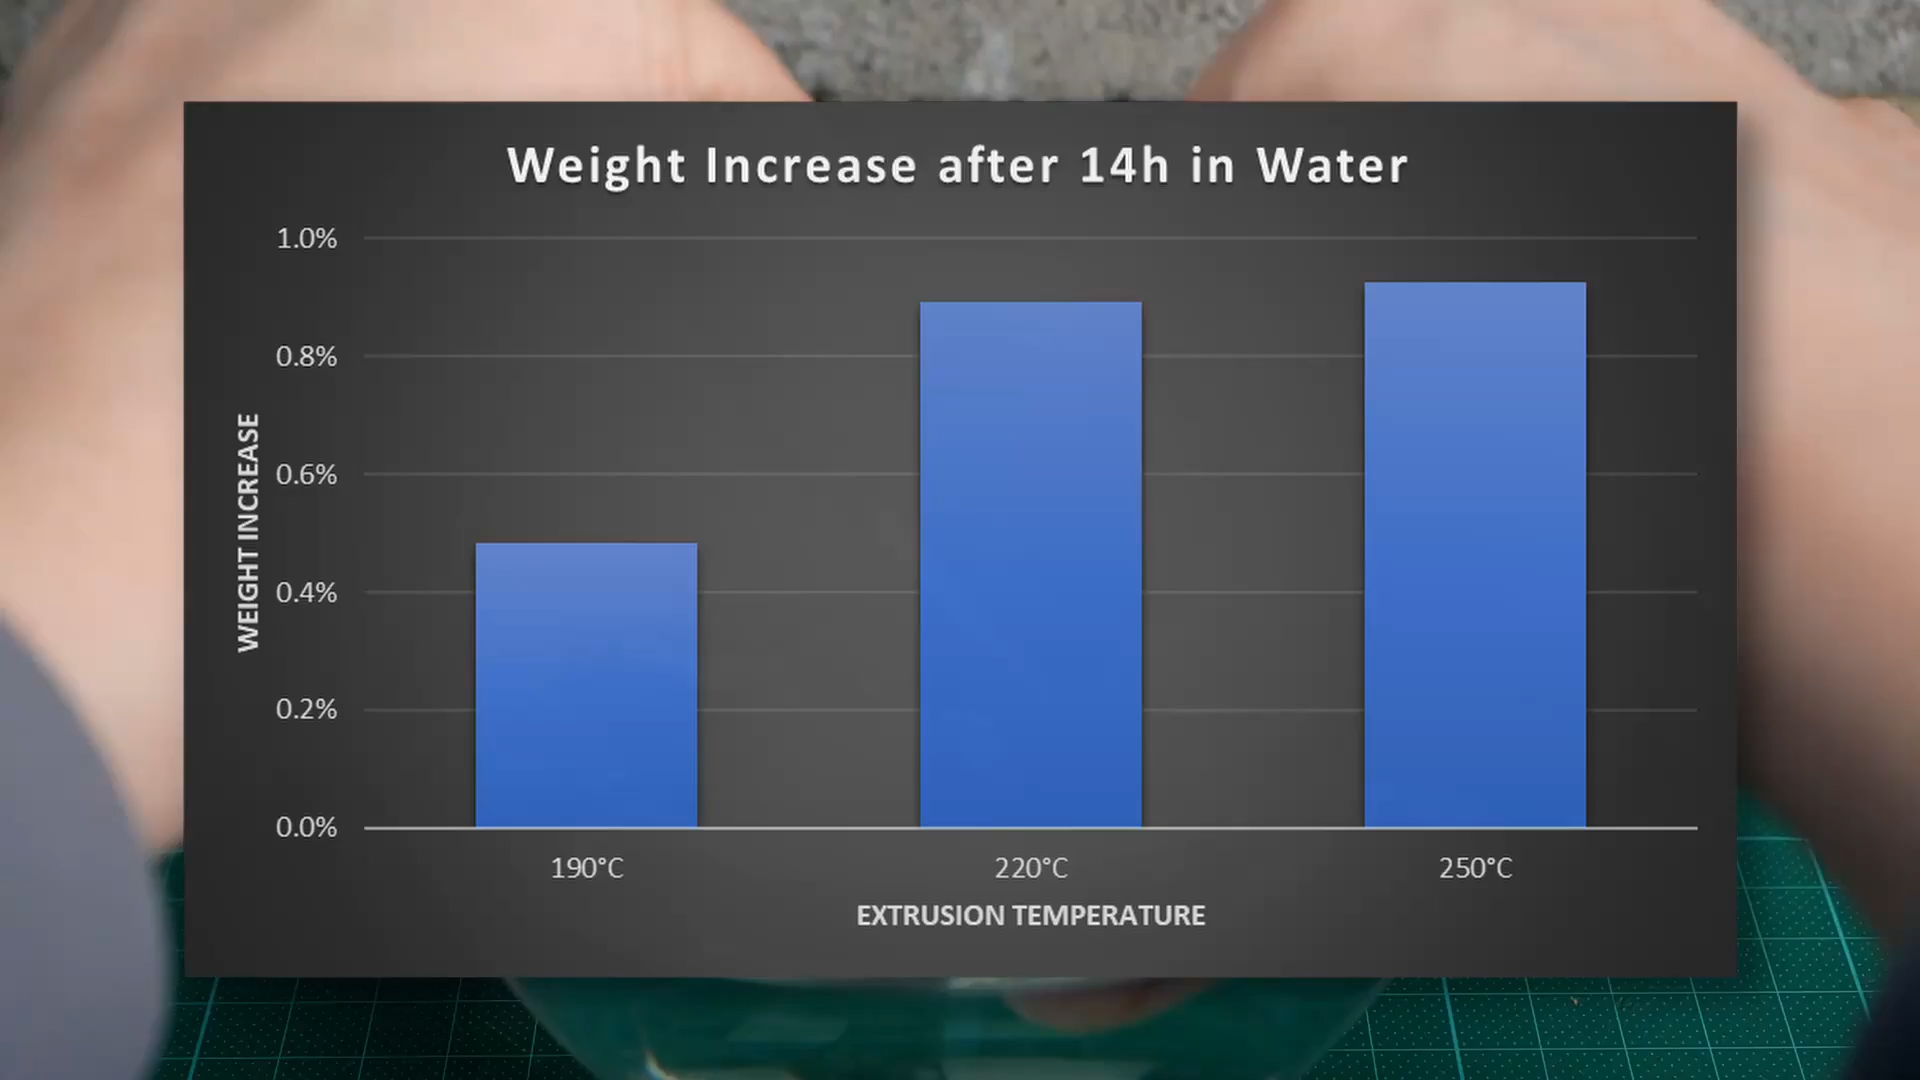 Weight Increase after 14h in Water
1.0%
0.8%
0.6%
0.4%
0.2%
0.0%
WEIGHT INCREASE
190°C
220°C
250°C
EXTRUSION TEMPERATURE